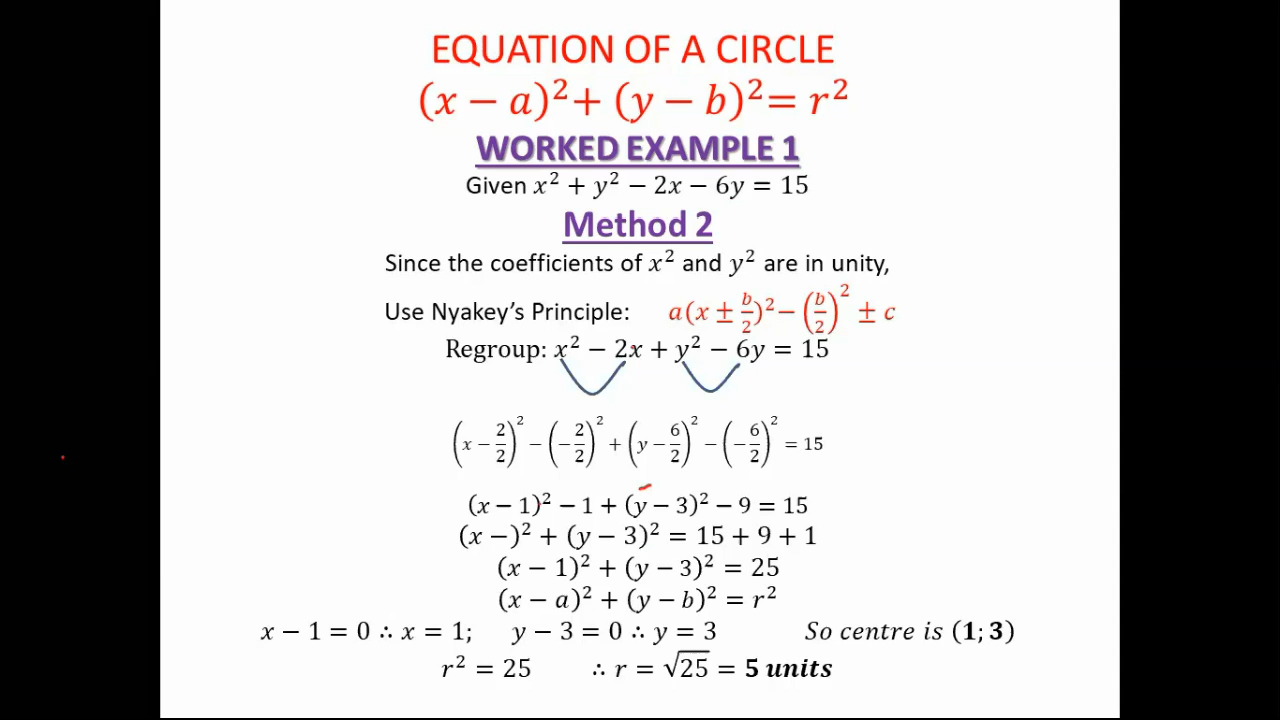 EQUATION OF A CIRCLE
(x − a)²+ (y − b)²= r²
WORKED EXAMPLE 1
Given x² + y² − 2x − 6y = 15
Method 2
Since the coefficients of x² and y² are in unity,
Use Nyakey’s Principle: a(x ± b/2)²− (b/2)² ± c
Regroup: x² − 2x + y² − 6y = 15
(x − 2/2)² − (−2/2)² + (y − 6/2)² − (−6/2)² = 15
(x − 1)² − 1 + (y − 3)² − 9 = 15
(x −)² + (y − 3)² = 15 + 9 + 1
(x − 1)² + (y − 3)² = 25
(x − a)² + (y − b)² = r²
x − 1 = 0 ∴ x = 1; y − 3 = 0 ∴ y = 3 So centre is (1; 3)
r² = 25 ∴ r = √25 = 5 units